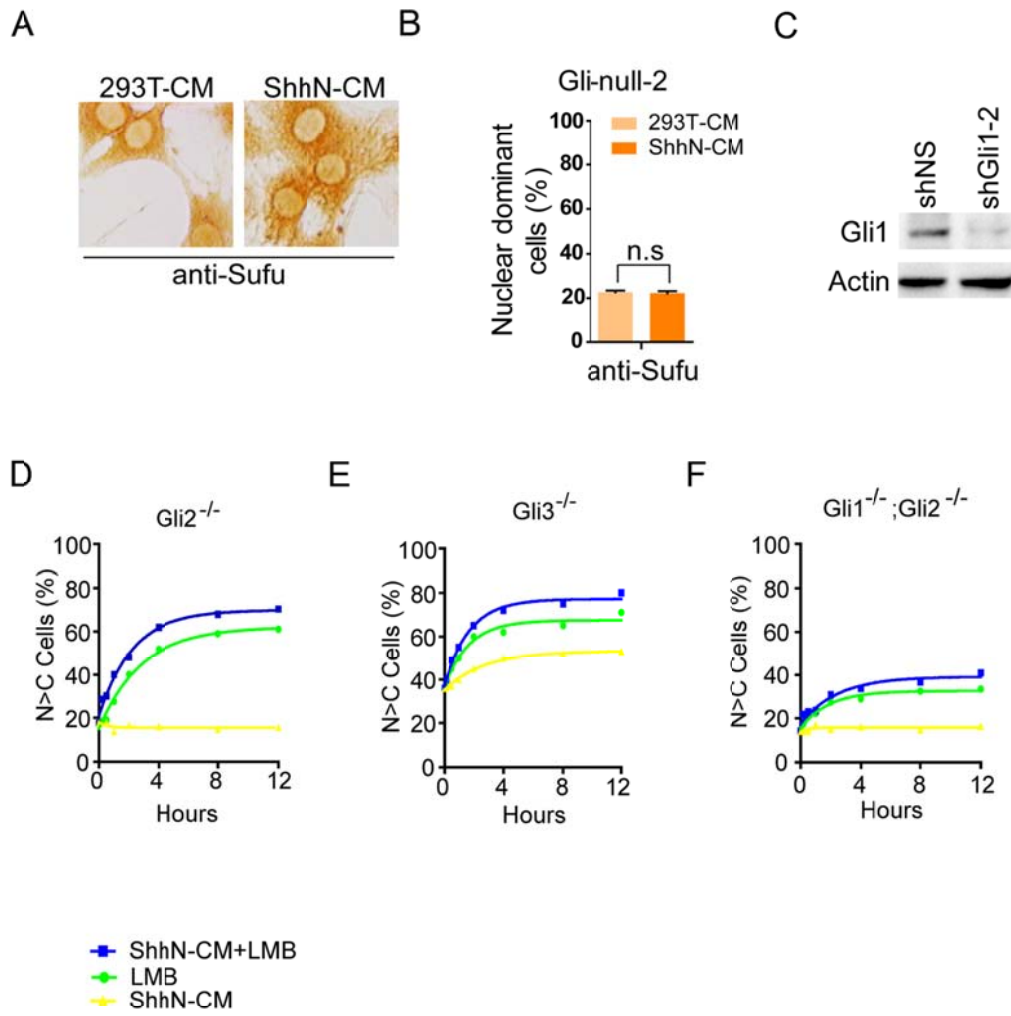 A
293T-CM ShhN-CM
anti-Sufu
B
Gli-null-2
293T-CM
ShhN-CM
Nuclear dominant
cells (%)
100
80
60
40
20
0
n.s
anti-Sufu
C
shNS
shGli1-2
Gli1
Actin
D
Gli2-/-
N>C Cells (%)
100
80
60
40
20
0
0 4 8 12
Hours
E
Gli3-/-
N>C Cells (%)
100
80
60
40
20
0
0 4 8 12
Hours
F
Gli1-/-;Gli2-/-
N>C Cells (%)
100
80
60
40
20
0
0 4 8 12
Hours
ShhN-CM+LMB
LMB
ShhN-CM